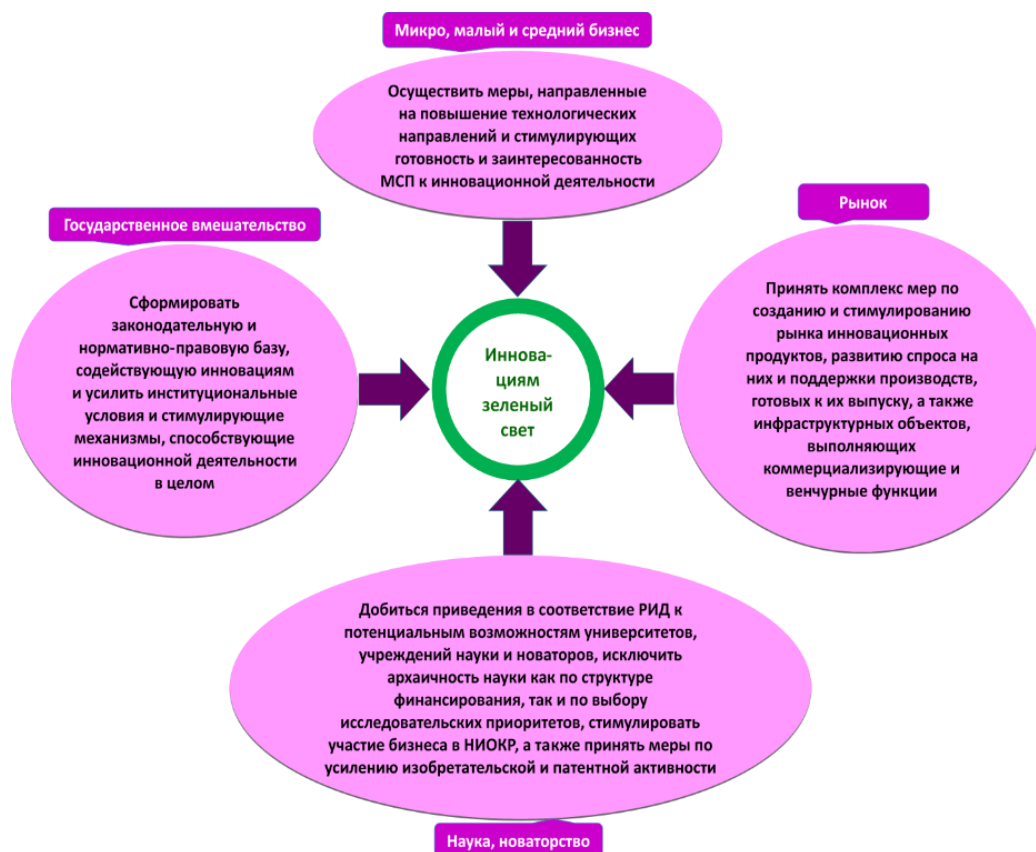 Микро, малый и средний бизнес
Осуществить меры, направленные
на повышение технологических
направлений и стимулирующих
готовность и заинтересованность
МСП к инновационной деятельности
Государственное вмешательство
Сформировать
законодательную и
нормативно-правовую базу,
содействующую инновациям
и усилить институциональные
условия и стимулирующие
механизмы, способствующие
инновационной деятельности
в целом
Иннова-
циям
зеленый
свет
Рынок
Принять комплекс мер по
созданию и стимулированию
рынка инновационных
продуктов, развитию спроса на
них и поддержки производств,
готовых к их выпуску, а также
инфраструктурных объектов,
выполняющих
коммерциализирующие и
венчурные функции
Добиться приведения в соответствие РИД к
потенциальным возможностям университетов,
учреждений науки и новаторов, исключить
архаичность науки как по структуре
финансирования, так и по выбору
исследовательских приоритетов, стимулировать
участие бизнеса в НИОКР, а также принять меры по
усилению изобретательской и патентной активности
Наука, новаторство